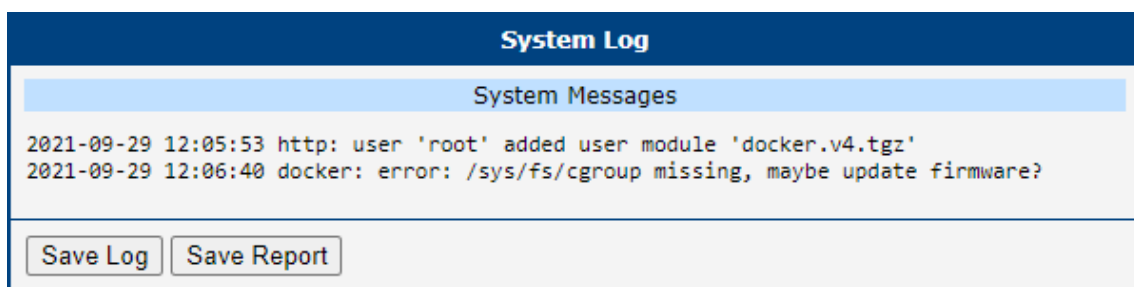 System Log
System Messages
2021-09-29 12:05:53 http: user 'root' added user module 'docker.v4.tgz'
2021-09-29 12:06:40 docker: error: /sys/fs/cgroup missing, maybe update firmware?
Save Log Save Report